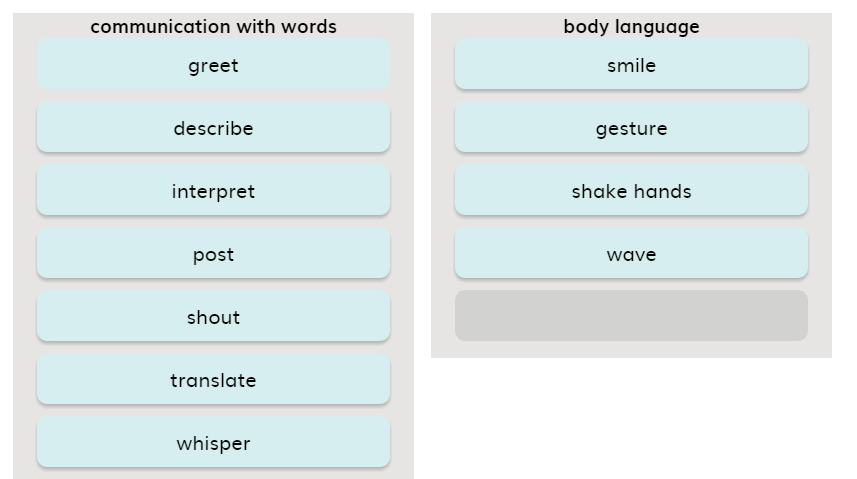 communication with words
greet
describe
interpret
post
shout
translate
whisper
body language
smile
gesture
shake hands
wave